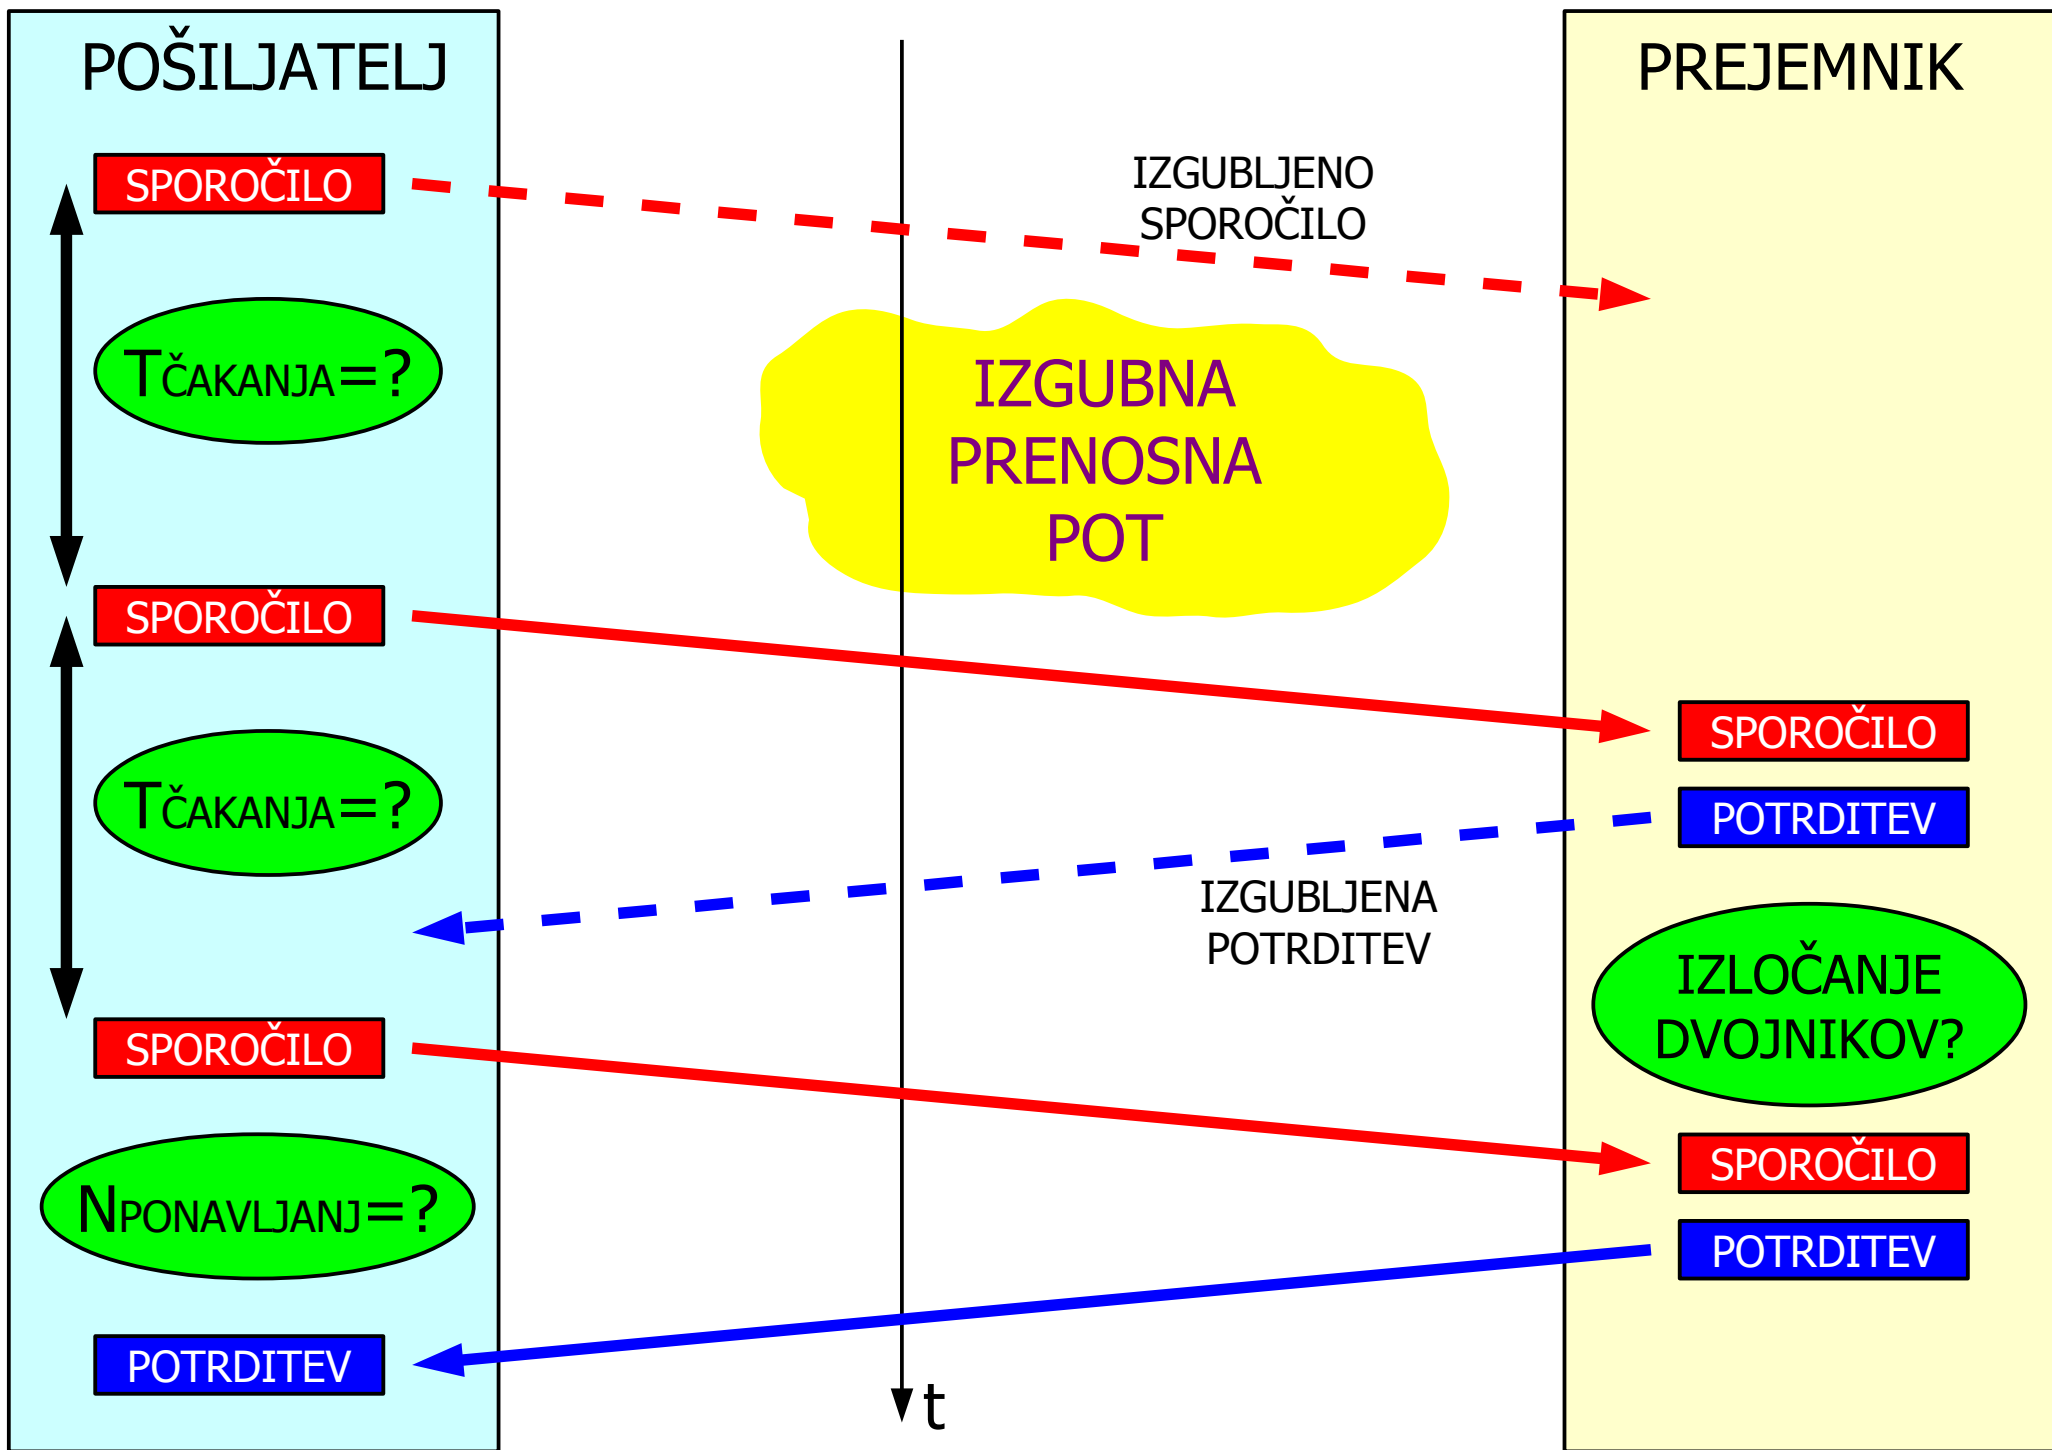 POŠILJATELJ
PREJEMNIK
SPOROČILO
IZGUBLJENO
SPOROČILO
TČAKANJA=?
IZGUBNA
PRENOSNA
POT
SPOROČILO
SPOROČILO
TČAKANJA=?
POTRDITEV
IZGUBLJENA
POTRDITEV
IZLOČANJE
DVOJNIKOV?
SPOROČILO
SPOROČILO
NPONAVLJANJ=?
POTRDITEV
POTRDITEV
t